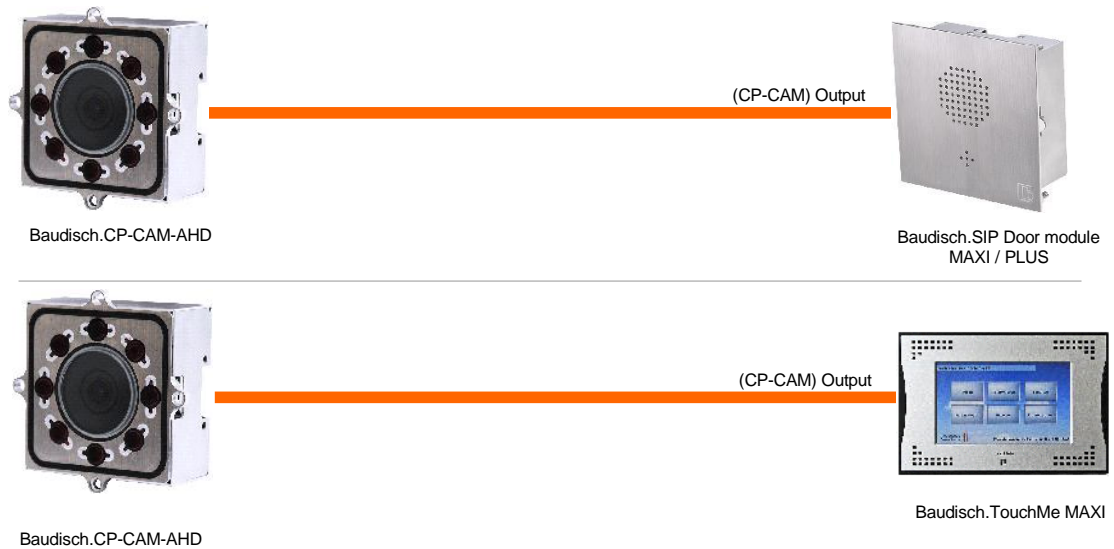 (CP-CAM) Output
Baudisch.CP-CAM-AHD
Baudisch.SIP Door module
MAXI / PLUS
(CP-CAM) Output
Baudisch.TouchMe MAXI
Baudisch.CP-CAM-AHD